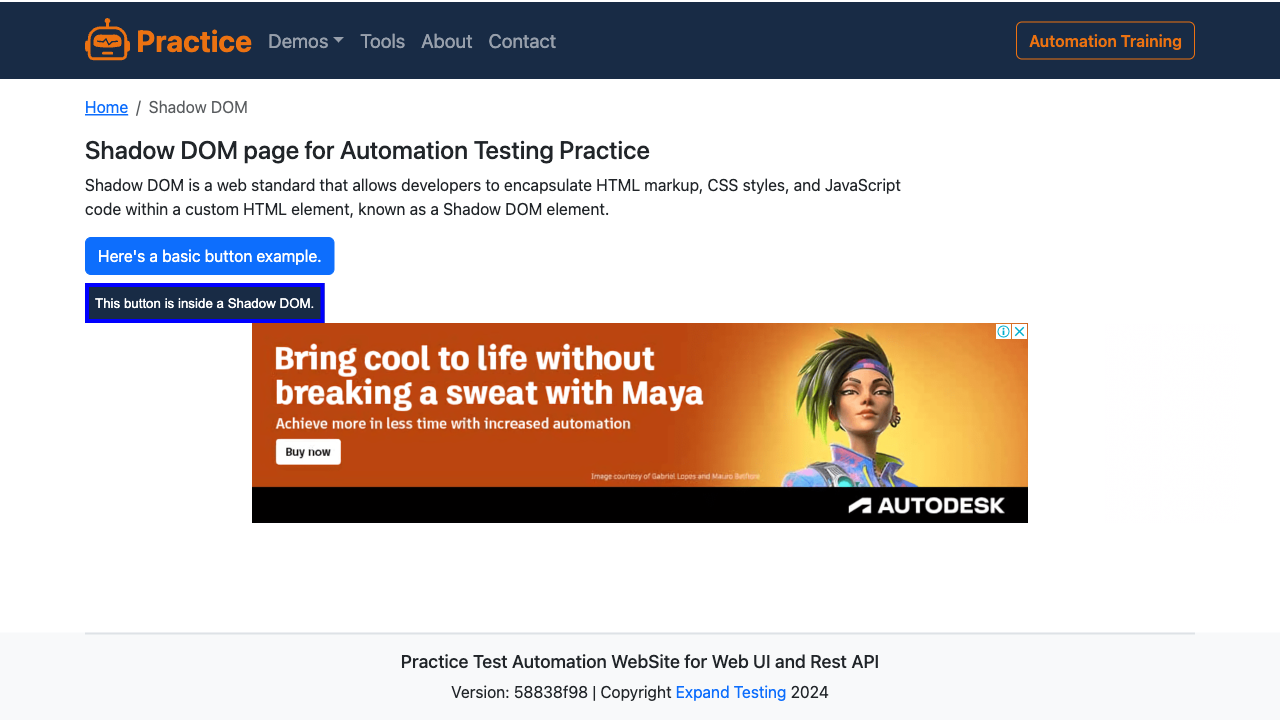 Practice Demos Tools About Contact Automation Training
Home / Shadow DOM
Shadow DOM page for Automation Testing Practice
Shadow DOM is a web standard that allows developers to encapsulate HTML markup, CSS styles, and JavaScript
code within a custom HTML element, known as a Shadow DOM element.
Here's a basic button example.
This button is inside a Shadow DOM.
Bring cool to life without
breaking a sweat with Maya
Achieve more in less time with increased automation
Buy now
Image courtesy of Gabriel Lopes and Mauro Baffioni
AUTODESK
Practice Test Automation WebSite for Web UI and Rest API
Version: 58838f98 | Copyright Expand Testing 2024